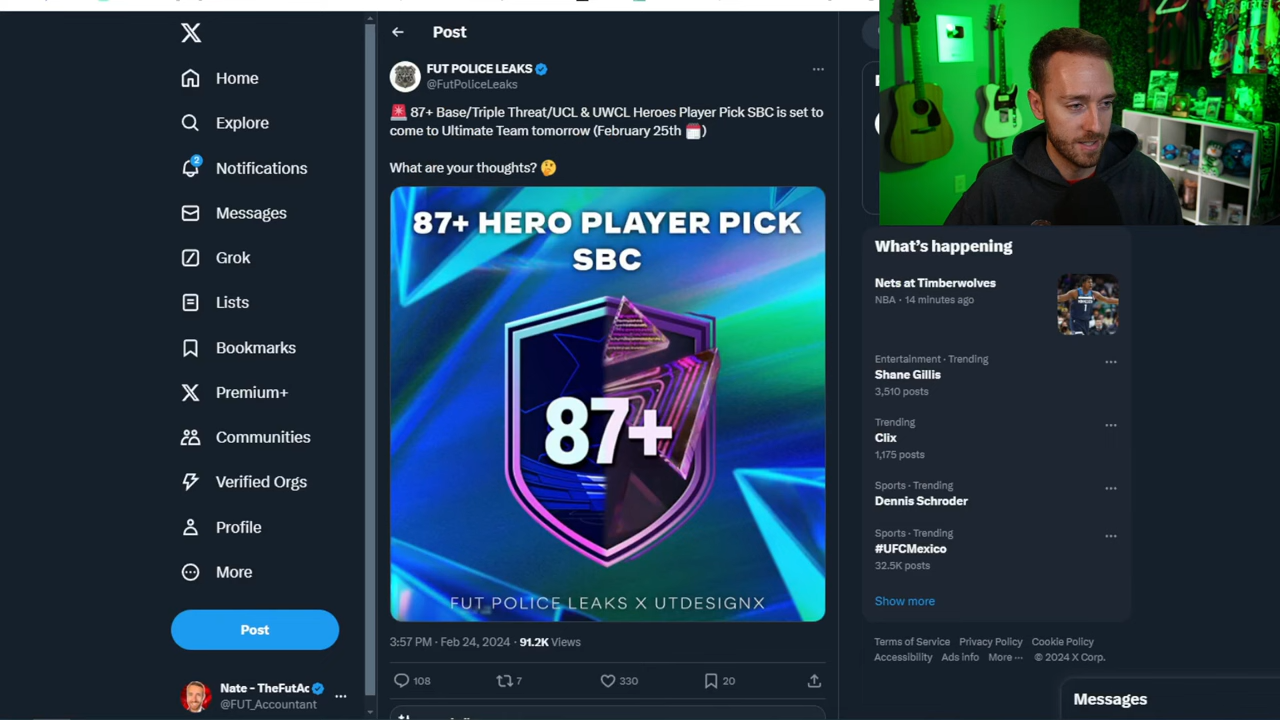 Home
Explore
2
Notifications
Messages
Grok
Lists
Bookmarks
Premium+
Communities
Verified Orgs
Profile
More
Post
Nate - TheFutAc
@FUT_Accountant
Post
FUT POLICE LEAKS
@FutPoliceLeaks
🚨 87+ Base/Triple Threat/UCL & UWCL Heroes Player Pick SBC is set to
come to Ultimate Team tomorrow (February 25th 🗓️)
What are your thoughts? 🤔
87+ HERO PLAYER PICK
SBC
87+
FUT POLICE LEAKS X UTDESIGNX
3:57 PM · Feb 24, 2024 · 91.2K Views
108
7
330
20
What's happening
Nets at Timberwolves
NBA · 14 minutes ago
Entertainment · Trending
Shane Gillis
3,510 posts
Trending
Clix
1,175 posts
Sports · Trending
Dennis Schroder
Sports · Trending
#UFCMexico
32.5K posts
Show more
Terms of Service Privacy Policy Cookie Policy
Accessibility Ads info More ··· © 2024 X Corp.
Messages